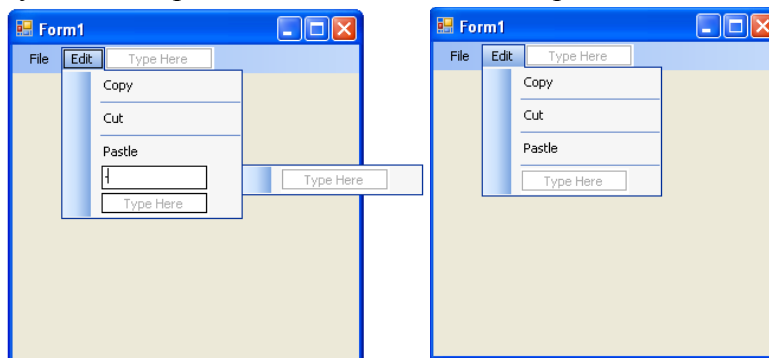 Form1
File Edit Type Here
Copy
Cut
Pastle
-
Type Here
Type Here
Form1
File Edit Type Here
Copy
Cut
Pastle
Type Here